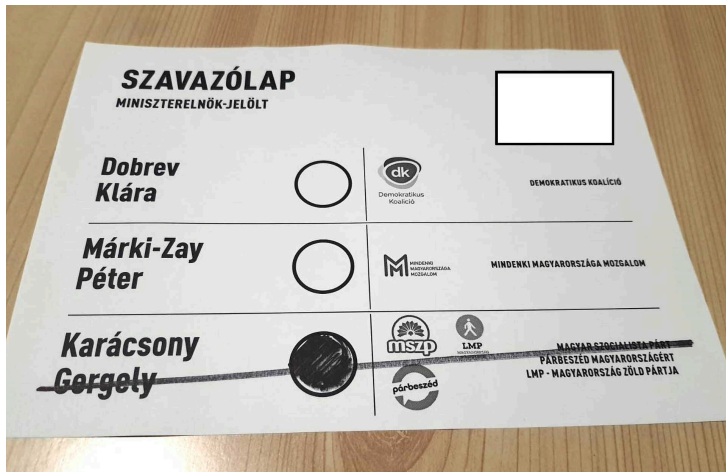 SZAVAZÓLAP
MINISZTERELNÖK-JELÖLT
Dobrev
Klára
dk
Demokratikus
Koalíció
DEMOKRATIKUS KOALÍCIÓ
Márki-Zay
Péter
M
MINDENKI
MAGYARORSZÁGA
MOZGALOM
MINDENKI MAGYARORSZÁGA MOZGALOM
Karácsony
Gergely
mszp
LMP
párbeszéd
MAGYAR SZOCIALISTA PÁRT
PÁRBESZÉD MAGYARORSZÁGÉRT
LMP - MAGYARORSZÁG ZÖLD PÁRTJA